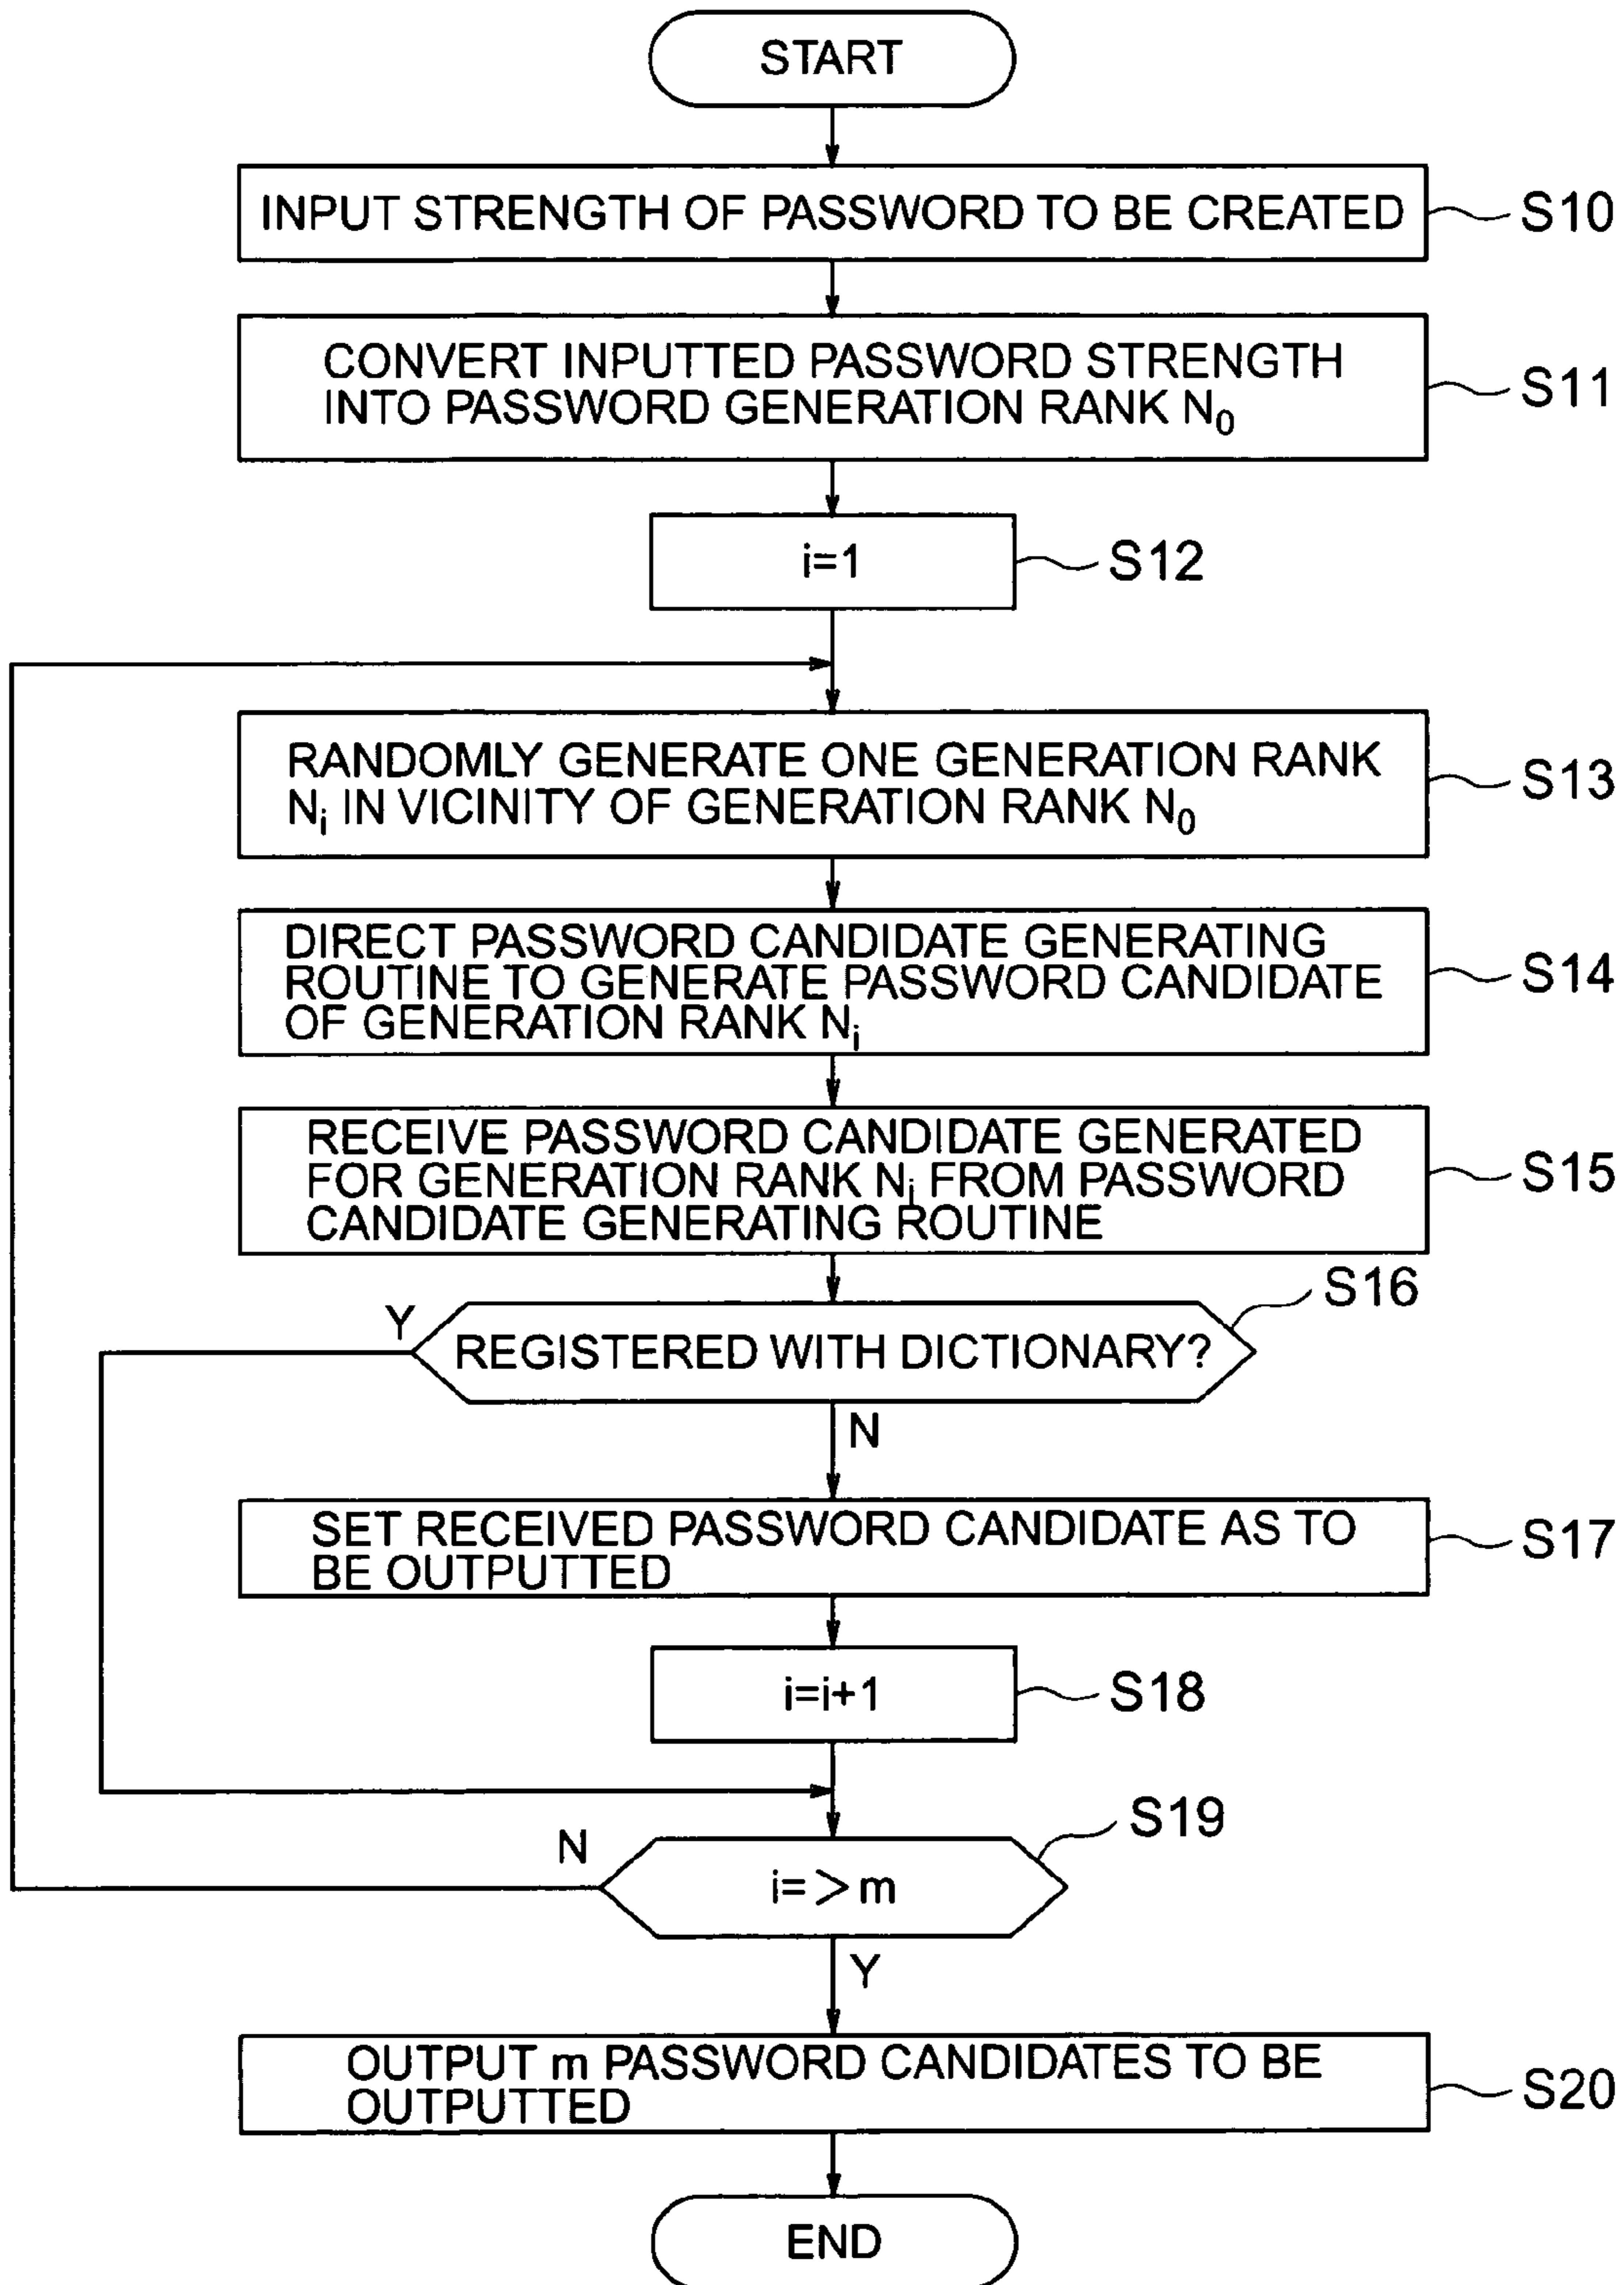 START
INPUT STRENGTH OF PASSWORD TO BE CREATED
S10
CONVERT INPUTTED PASSWORD STRENGTH
INTO PASSWORD GENERATION RANK N₀
S11
i=1
S12
RANDOMLY GENERATE ONE GENERATION RANK
Nᵢ IN VICINITY OF GENERATION RANK N₀
S13
DIRECT PASSWORD CANDIDATE GENERATING
ROUTINE TO GENERATE PASSWORD CANDIDATE
OF GENERATION RANK Nᵢ
S14
RECEIVE PASSWORD CANDIDATE GENERATED
FOR GENERATION RANK Nᵢ FROM PASSWORD
CANDIDATE GENERATING ROUTINE
S15
S16
Y
REGISTERED WITH DICTIONARY?
N
SET RECEIVED PASSWORD CANDIDATE AS TO
BE OUTPUTTED
S17
i=i+1
S18
S19
N
i=>m
Y
OUTPUT m PASSWORD CANDIDATES TO BE
OUTPUTTED
S20
END